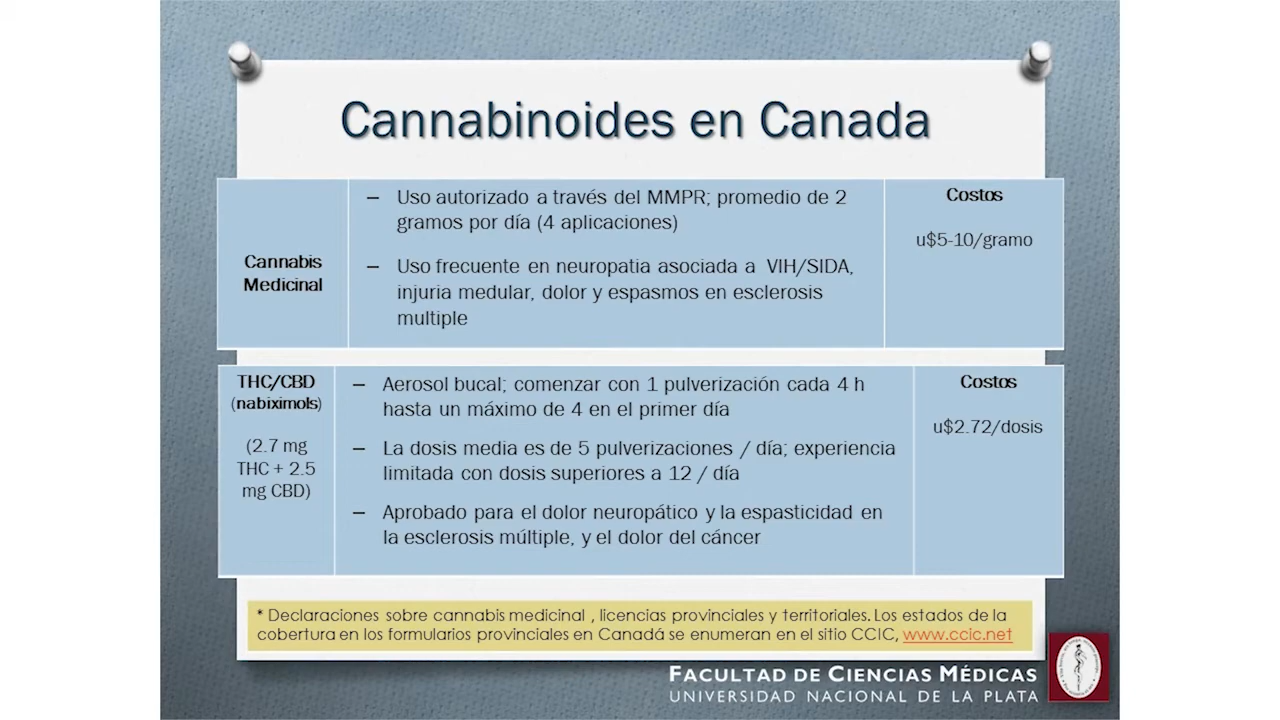 Cannabinoides en Canada
Cannabis
Medicinal
– Uso autorizado a través del MMPR; promedio de 2
gramos por día (4 aplicaciones)
– Uso frecuente en neuropatia asociada a VIH/SIDA,
injuria medular, dolor y espasmos en esclerosis
multiple
Costos
u$5-10/gramo
THC/CBD
(nabiximols)
(2.7 mg
THC + 2.5
mg CBD)
– Aerosol bucal; comenzar con 1 pulverización cada 4 h
hasta un máximo de 4 en el primer día
– La dosis media es de 5 pulverizaciones / día; experiencia
limitada con dosis superiores a 12 / día
– Aprobado para el dolor neuropático y la espasticidad en
la esclerosis múltiple, y el dolor del cáncer
Costos
u$2.72/dosis
* Declaraciones sobre cannabis medicinal , licencias provinciales y territoriales. Los estados de la
cobertura en los formularios provinciales en Canadá se enumeran en el sitio CCIC, www.ccic.net
FACULTAD DE CIENCIAS MÉDICAS
UNIVERSIDAD NACIONAL DE LA PLATA